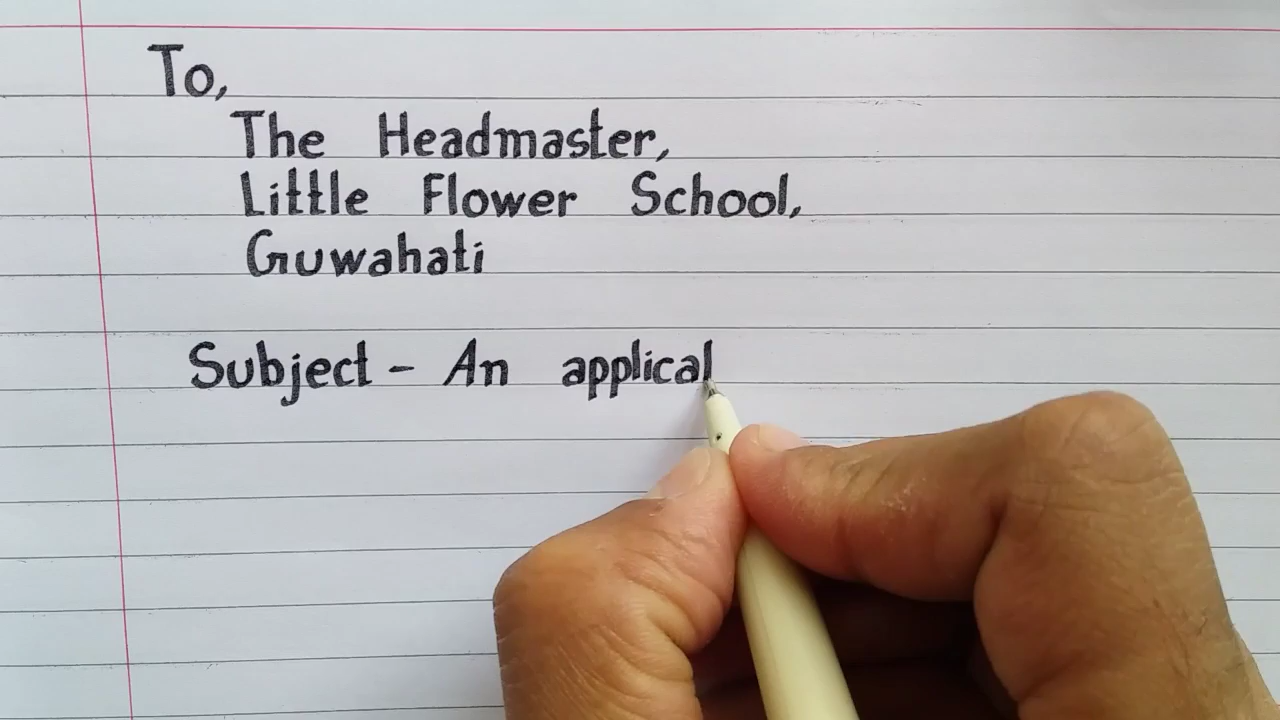 To,
The Headmaster,
Little Flower School,
Guwahati
Subject - An applical